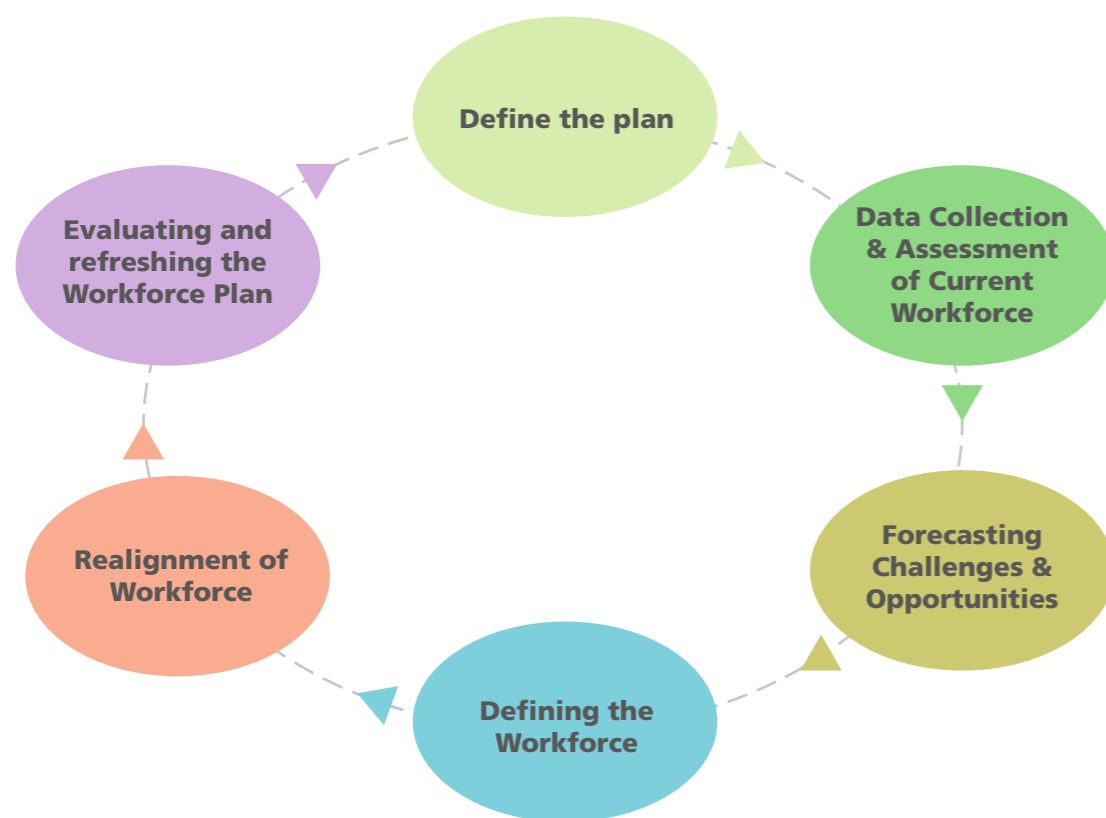 Define the plan
Data Collection
& Assessment
of Current
Workforce
Forecasting
Challenges &
Opportunities
Defining the
Workforce
Realignment of
Workforce
Evaluating and
refreshing the
Workforce Plan